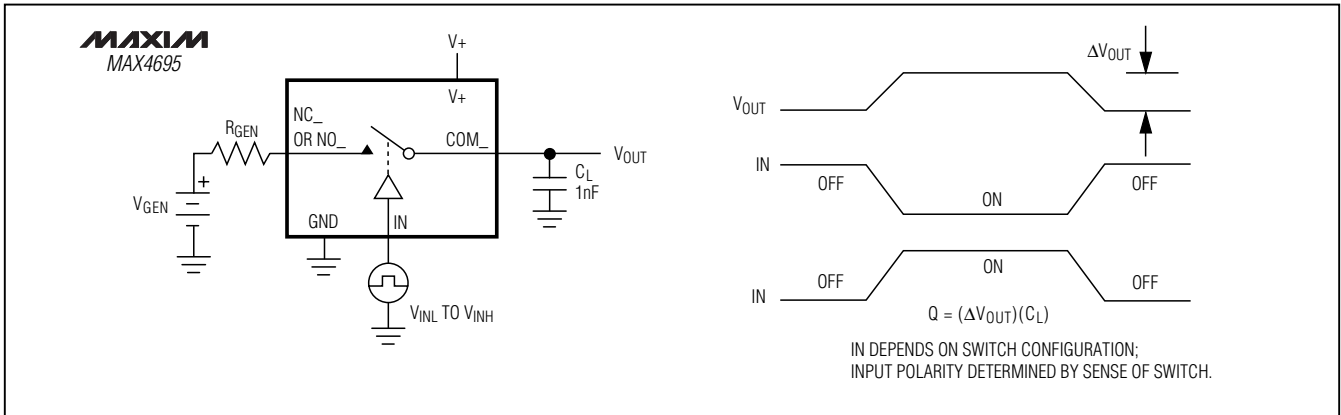 MAXIM
MAX4695
V+
V+
NC_
OR NO_
COM_
RGEN
VGEN
+
GND
IN
VOUT
CL
1nF
VINL TO VINH
ΔVOUT
VOUT
IN
OFF
ON
OFF
IN
OFF
ON
OFF
Q = (ΔVOUT)(CL)
IN DEPENDS ON SWITCH CONFIGURATION;
INPUT POLARITY DETERMINED BY SENSE OF SWITCH.